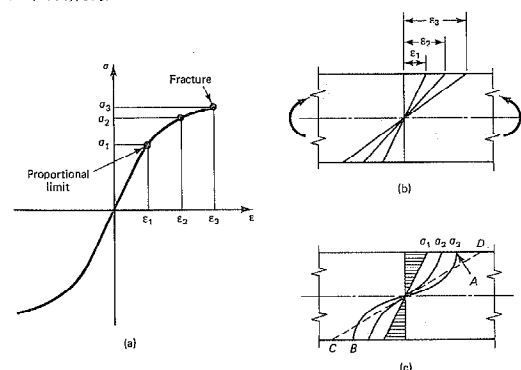 σ
Fracture
σ₃
σ₂
σ₁
Proportional
limit
ε₁
ε₂
ε₃
ε
(a)
ε₃
ε₂
ε₁
(b)
σ₁
σ₂
σ₃
D
A
C
B
(c)